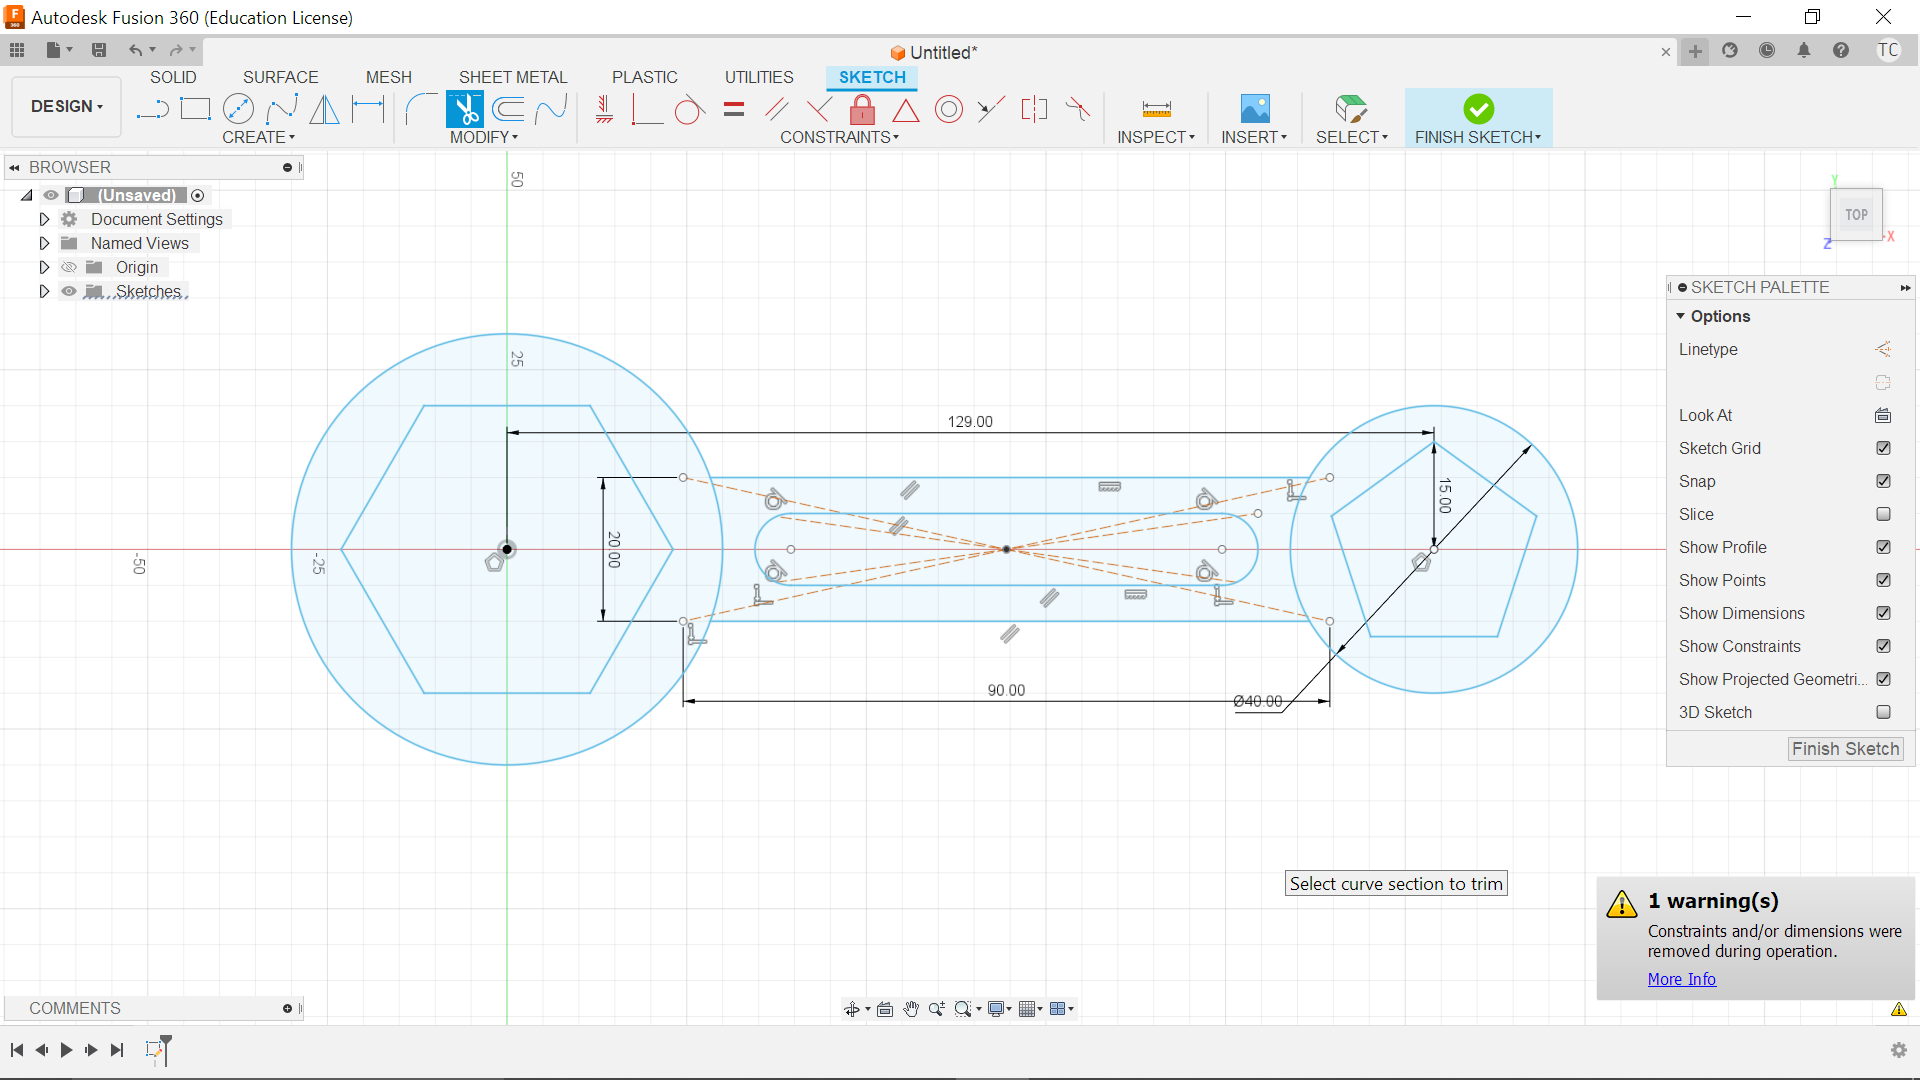 Autodesk Fusion 360 (Education License)
Untitled*
TC
DESIGN
SOLID SURFACE MESH SHEET METAL PLASTIC UTILITIES SKETCH
CREATE MODIFY CONSTRAINTS INSPECT INSERT SELECT FINISH SKETCH
BROWSER
(Unsaved)
Document Settings
Named Views
Origin
Sketches
50
25
-50
-25
129.00
20.00
15.00
90.00
Ø40.00
Y
TOP
Z
X
SKETCH PALETTE
Options
Linetype
Look At
Sketch Grid
Snap
Slice
Show Profile
Show Points
Show Dimensions
Show Constraints
Show Projected Geometri...
3D Sketch
Finish Sketch
Select curve section to trim
1 warning(s)
Constraints and/or dimensions were
removed during operation.
More Info
COMMENTS